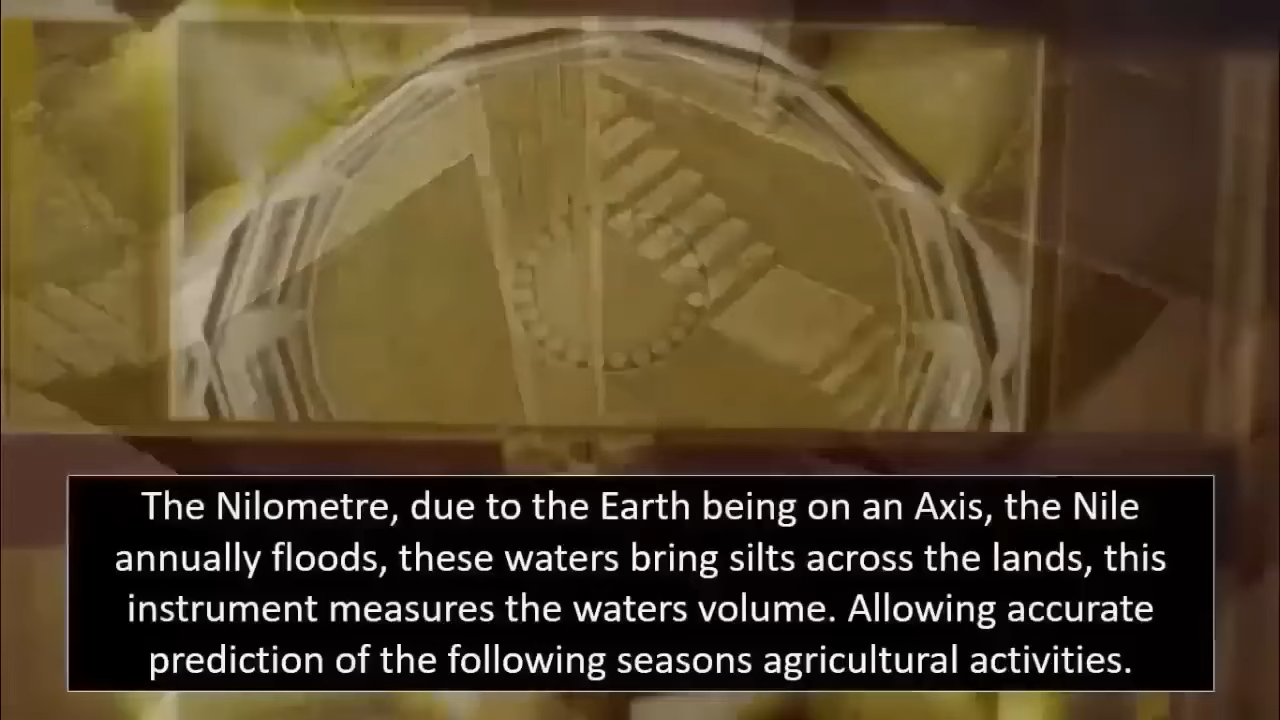 The Nilometre, due to the Earth being on an Axis, the Nile
annually floods, these waters bring silts across the lands, this
instrument measures the waters volume. Allowing accurate
prediction of the following seasons agricultural activities.